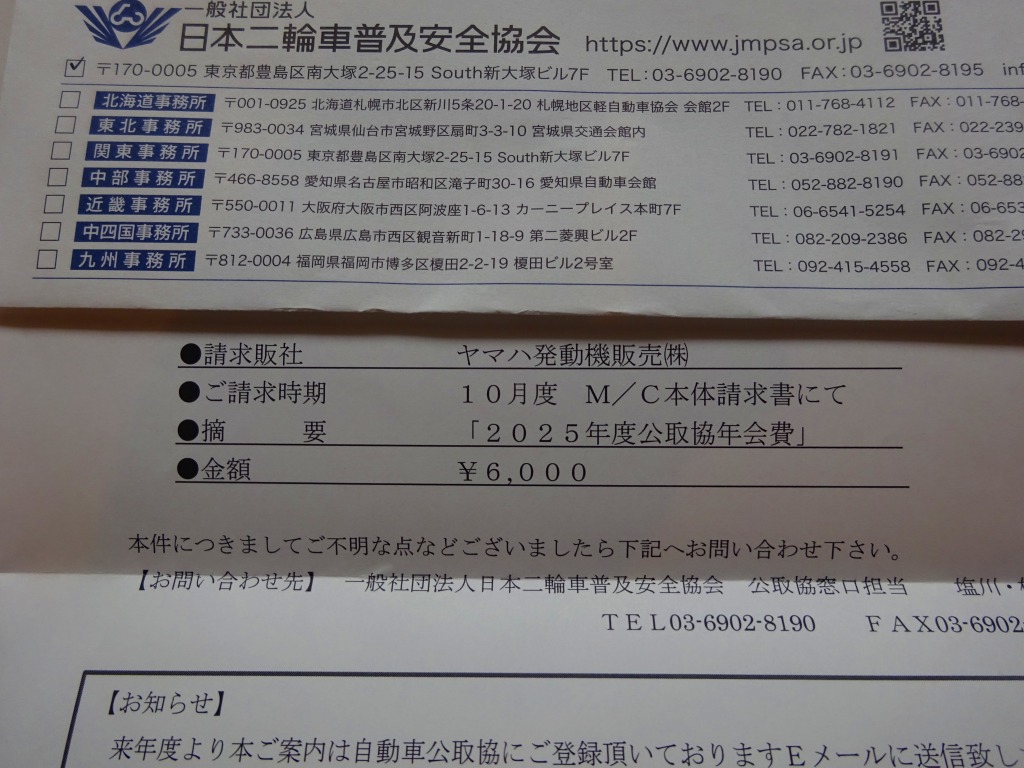 一般社団法人
日本二輪車普及安全協会 https://www.jmpsa.or.jp
〒170-0005 東京都豊島区南大塚2-25-15 South新大塚ビル7F TEL:03-6902-8190 FAX:03-6902-8195
北海道事務所 〒001-0925 北海道札幌市北区新川5条20-1-20 札幌地区軽自動車協会 会館2F TEL:011-768-4112 FAX:011-768-
東北事務所 〒983-0034 宮城県仙台市宮城野区扇町3-3-10 宮城県交通会館内 TEL:022-782-1821 FAX:022-239
関東事務所 〒170-0005 東京都豊島区南大塚2-25-15 South新大塚ビル7F TEL:03-6902-8191 FAX:03-6902
中部事務所 〒466-8558 愛知県名古屋市昭和区滝子町30-16 愛知県自動車会館 TEL:052-882-8190 FAX:052-88
近畿事務所 〒550-0011 大阪府大阪市西区阿波座1-6-13 カーニープレイス本町7F TEL:06-6541-5254 FAX:06-653
中四国事務所 〒733-0036 広島県広島市西区観音新町1-18-9 第二菱興ビル2F TEL:082-209-2386 FAX:082-29
九州事務所 〒812-0004 福岡県福岡市博多区榎田2-2-19 榎田ビル2号室 TEL:092-415-4558 FAX:092-4
●請求販社 ヤマハ発動機販売㈱
●ご請求時期 10月度 M/C本体請求書にて
●摘要 「2025年度公取協年会費」
●金額 ¥6,000
本件につきましてご不明な点などございましたら下記へお問い合わせ下さい。
【お問い合わせ先】 一般社団法人日本二輪車普及安全協会 公取協窓口担当 塩川・
TEL03-6902-8190 FAX03-6902-
【お知らせ】
来年度より本ご案内は自動車公取協にご登録頂いておりますEメールに送信致し